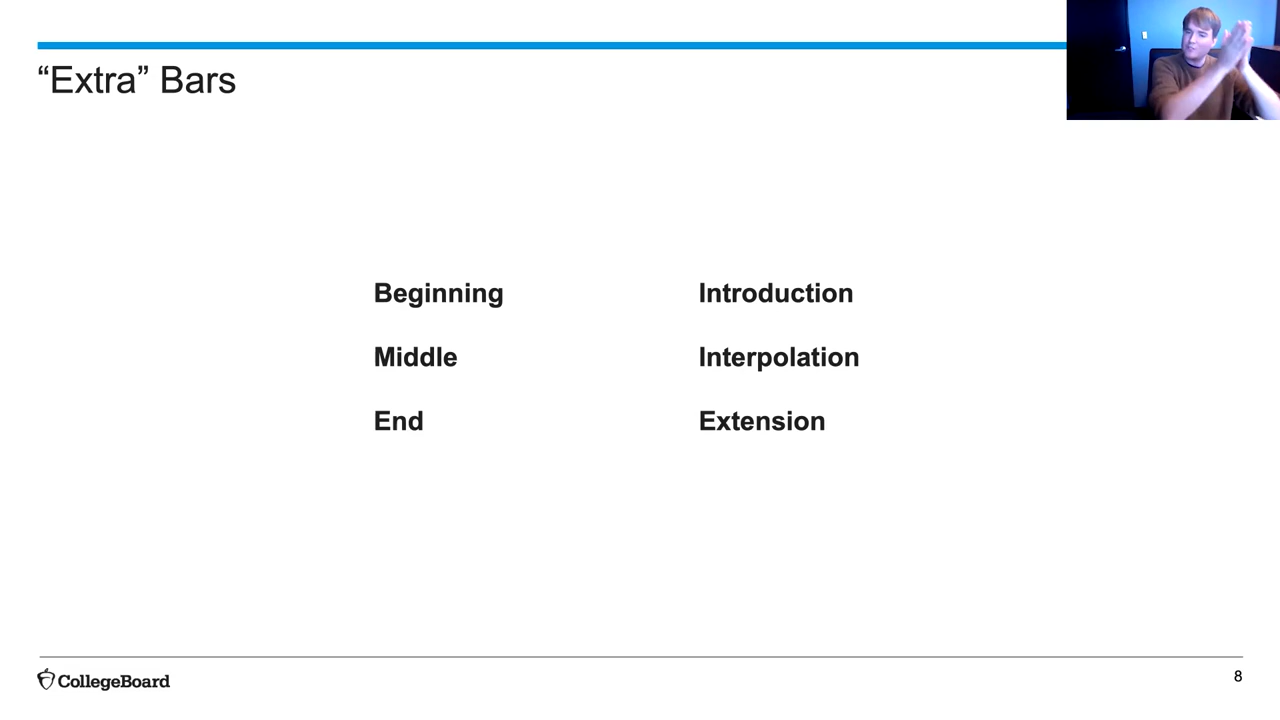 “Extra” Bars
Beginning Introduction
Middle Interpolation
End Extension
CollegeBoard 8